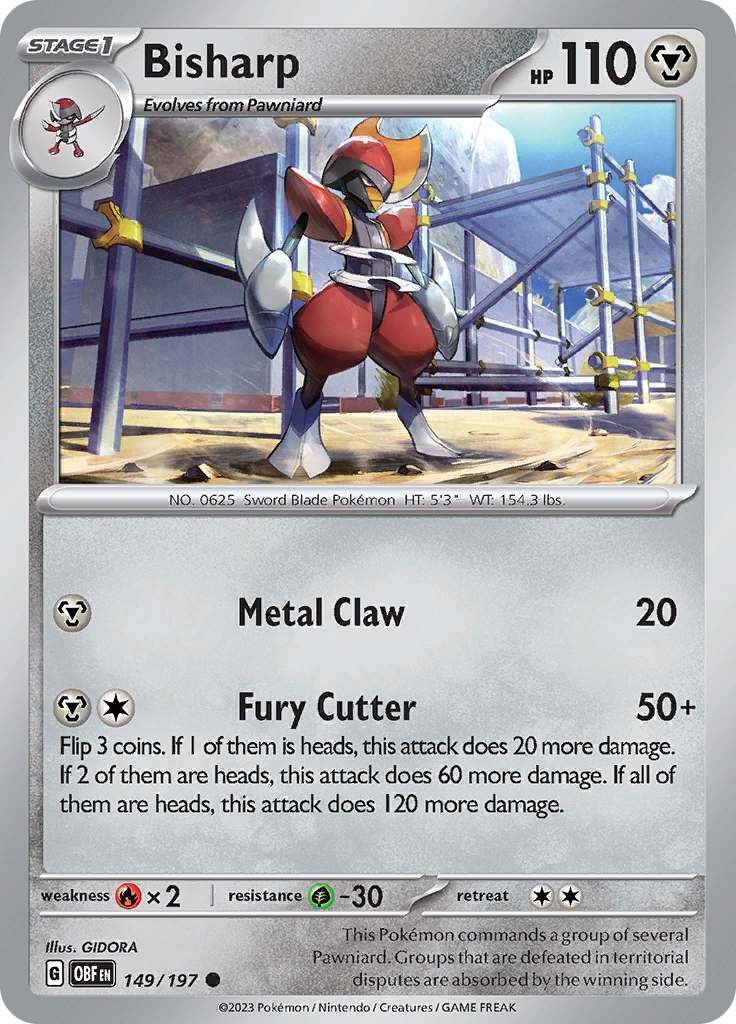 STAGE1
Bisharp
HP 110
Evolves from Pawniard
NO. 0625 Sword Blade Pokémon HT: 5'3" WT: 154.3 lbs.
Metal Claw 20
Fury Cutter 50+
Flip 3 coins. If 1 of them is heads, this attack does 20 more damage.
If 2 of them are heads, this attack does 60 more damage. If all of
them are heads, this attack does 120 more damage.
weakness ×2 resistance -30 retreat
Illus. GIDORA
G OBF EN 149/197
This Pokémon commands a group of several
Pawniard. Groups that are defeated in territorial
disputes are absorbed by the winning side.
©2023 Pokémon / Nintendo / Creatures / GAME FREAK